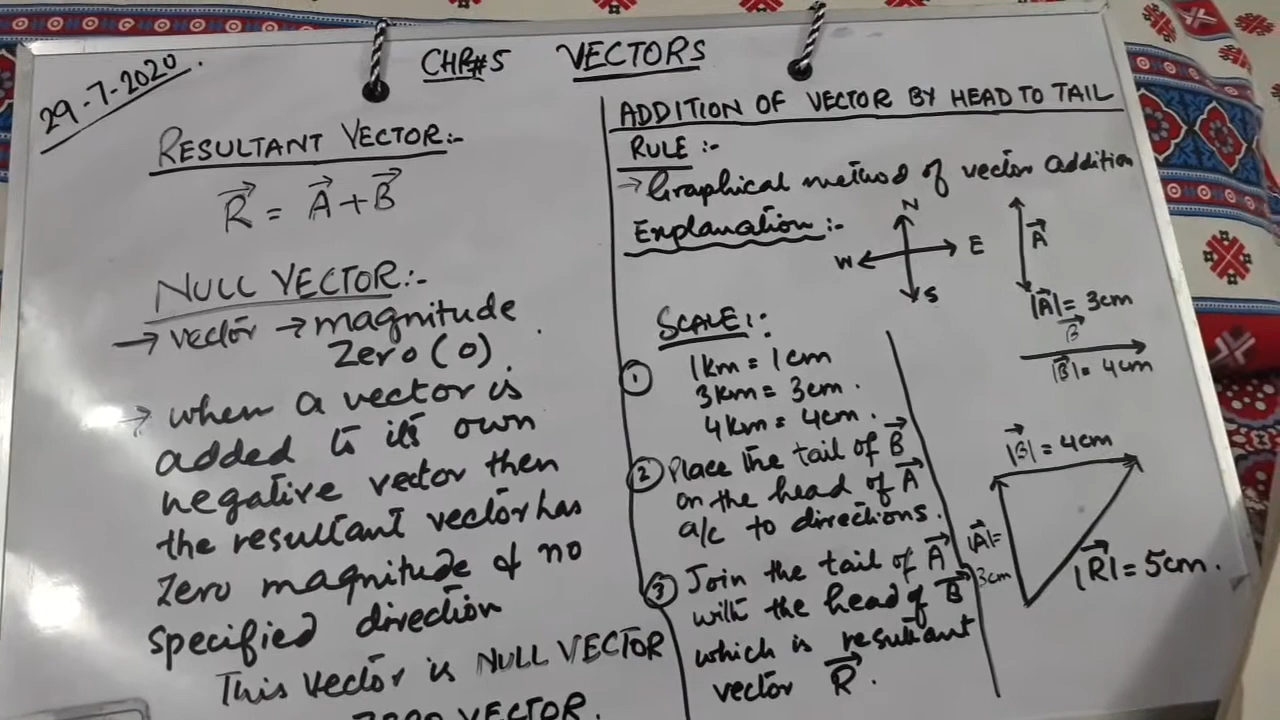 29-7-2020.
CHP#5 VECTORS
RESULTANT VECTOR:-
R⃗ = A⃗+B⃗
NULL VECTOR:-
→ vector → magnitude
Zero (0).
→ when a vector is
added to its own
negative vector then
the resultant vector has
zero magnitude & no
specified direction
This vector is NULL VECTOR
ZERO VECTOR.
ADDITION OF VECTOR BY HEAD TO TAIL
RULE :-
→ Graphical method of vector addition
Explanation :-
N
W E
S
A⃗
|A⃗| = 3cm
B⃗
|B⃗| = 4cm
SCALE:
① 1km = 1cm
3km = 3cm.
4km = 4cm.
② Place the tail of B⃗
on the head of A⃗
a/c to directions.
③ Join the tail of A⃗
with the head of B⃗
which is resultant
vector R⃗.
|B⃗| = 4cm
|A⃗| =
3cm
|R⃗| = 5cm.